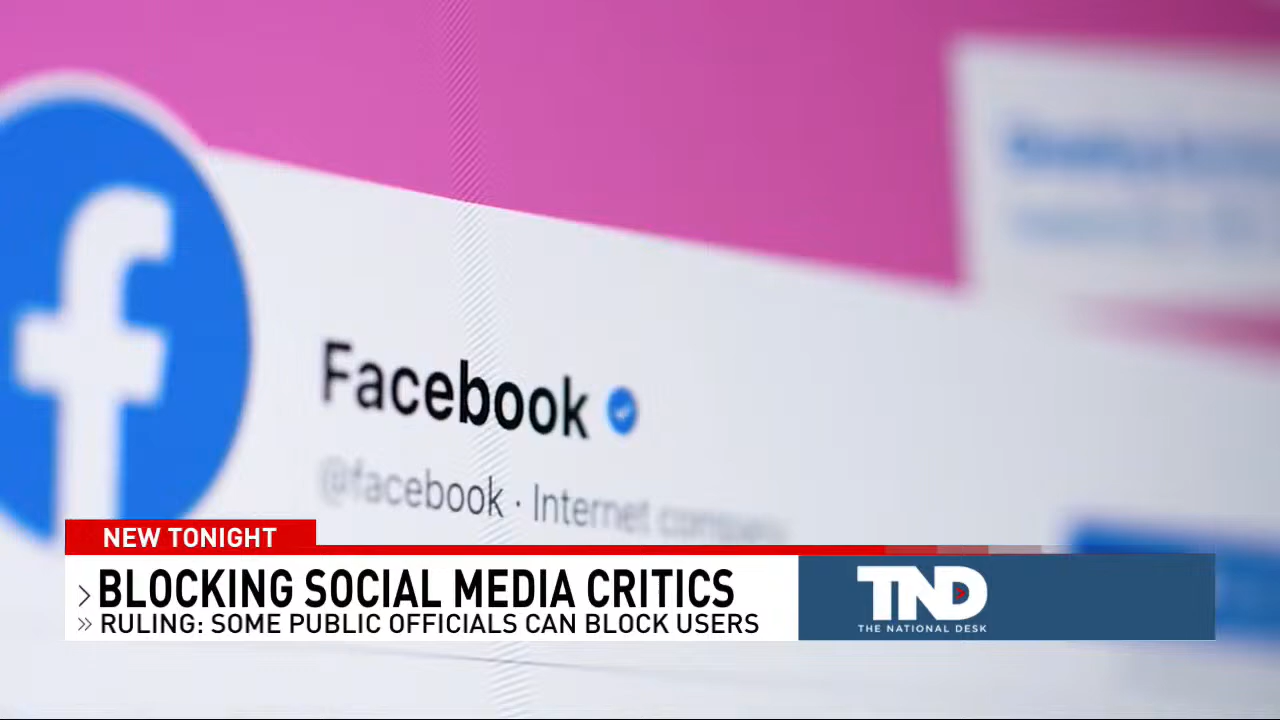 f
Facebook
@facebook · Internet company
NEW TONIGHT
> BLOCKING SOCIAL MEDIA CRITICS
» RULING: SOME PUBLIC OFFICIALS CAN BLOCK USERS
TND
THE NATIONAL DESK